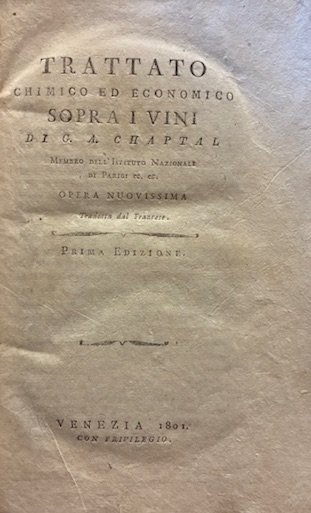 TRATTATO
CHIMICO ED ECONOMICO
SOPRA I VINI
DI G. A. CHAPTAL
MEMBRO DELL'ISTITUTO NAZIONALE
DI PARIGI ec. ec.
OPERA NUOVISSIMA
Tradotta dal Francese.
PRIMA EDIZIONE.
VENEZIA 1801.
CON PRIVILEGIO.